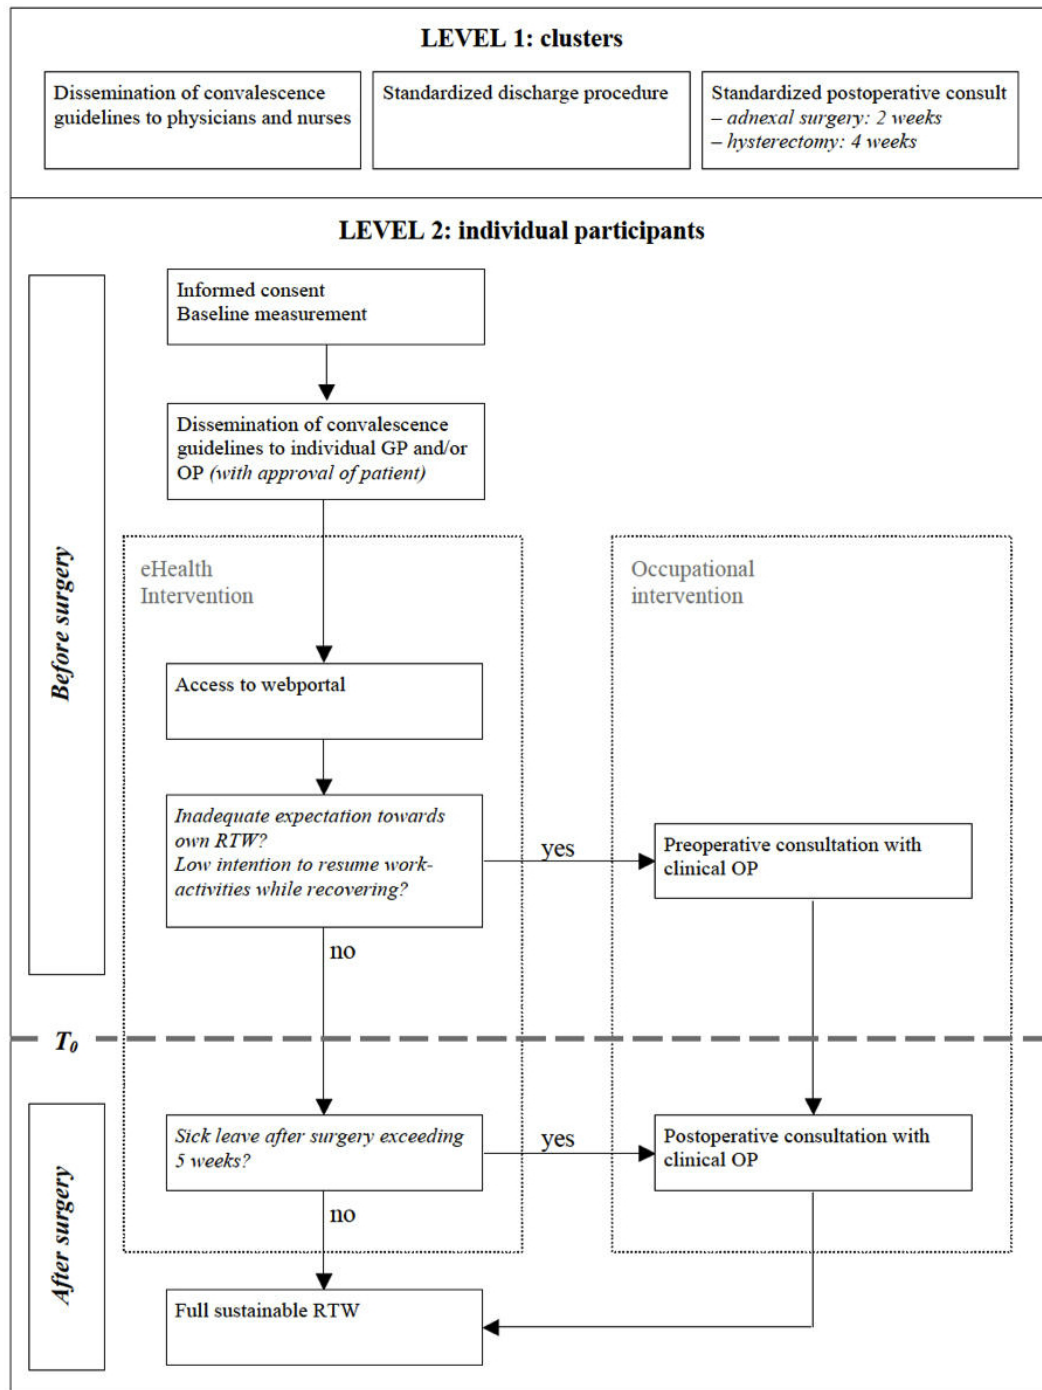 LEVEL 1: clusters
Dissemination of convalescence
guidelines to physicians and nurses
Standardized discharge procedure
Standardized postoperative consult
– adnexal surgery: 2 weeks
– hysterectomy: 4 weeks
LEVEL 2: individual participants
Before surgery
Informed consent
Baseline measurement
Dissemination of convalescence
guidelines to individual GP and/or
OP (with approval of patient)
eHealth
Intervention
Occupational
intervention
Access to webportal
Inadequate expectation towards
own RTW?
Low intention to resume work-
activities while recovering?
yes
Preoperative consultation with
clinical OP
no
T₀
After surgery
Sick leave after surgery exceeding
5 weeks?
yes
Postoperative consultation with
clinical OP
no
Full sustainable RTW